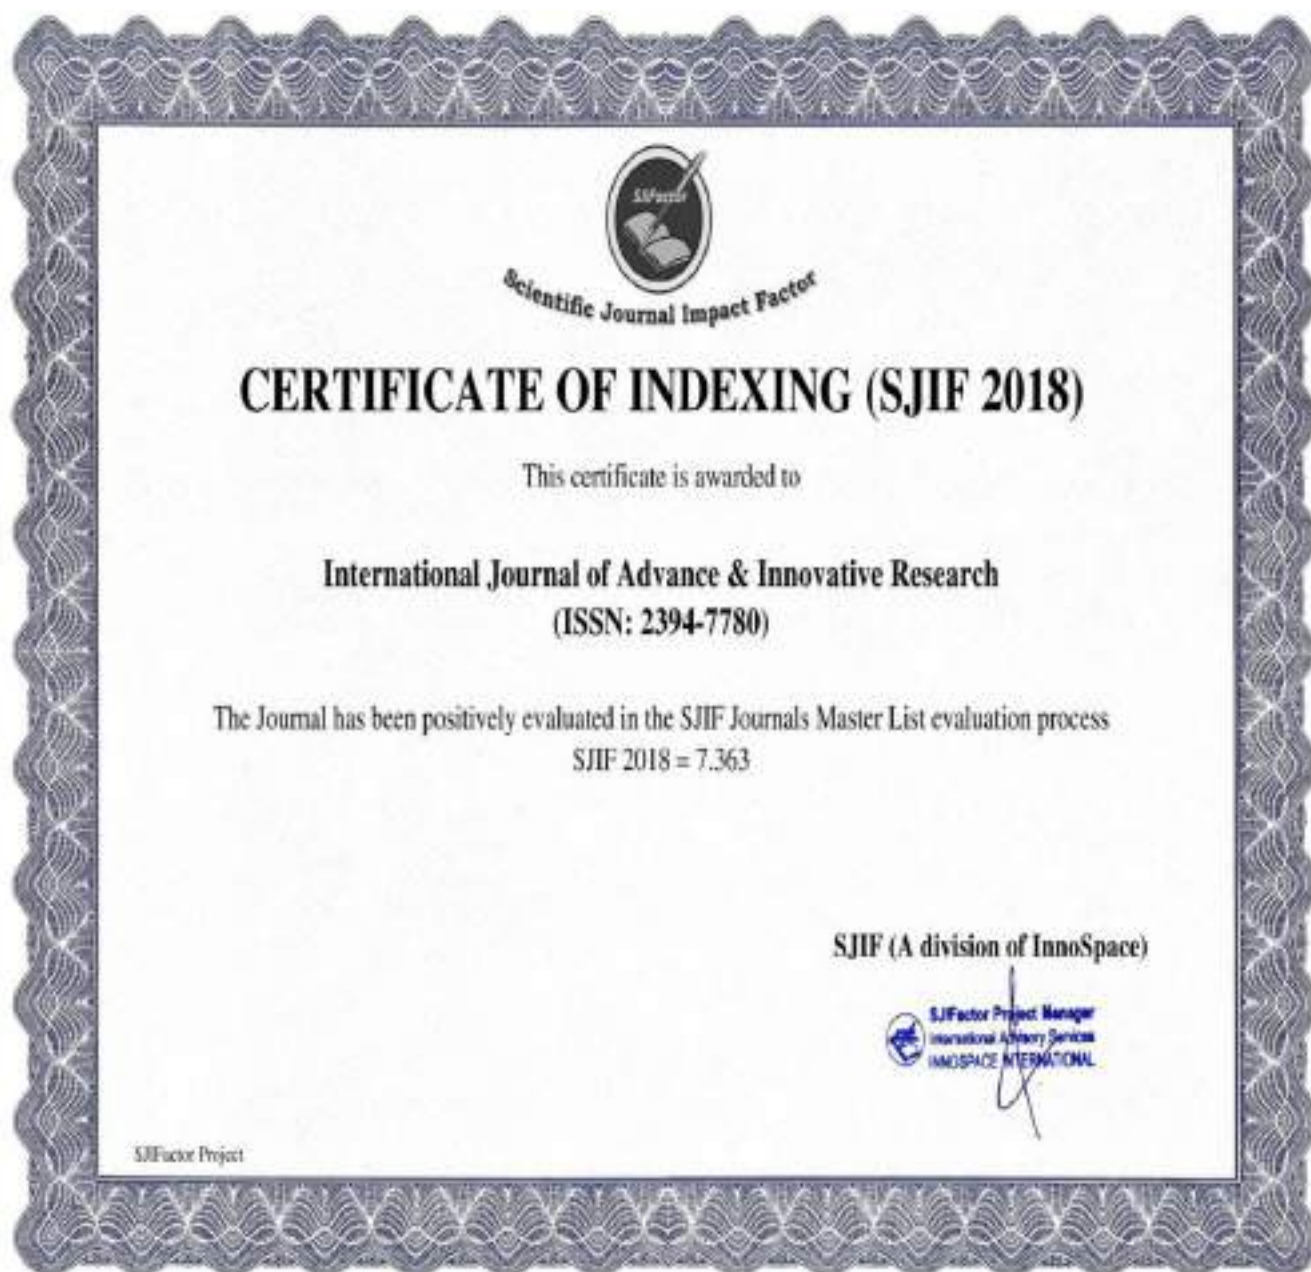 SJIFactor
Scientific Journal Impact Factor
CERTIFICATE OF INDEXING (SJIF 2018)
This certificate is awarded to
International Journal of Advance & Innovative Research
(ISSN: 2394-7780)
The Journal has been positively evaluated in the SJIF Journals Master List evaluation process
SJIF 2018 = 7.363
SJIF (A division of InnoSpace)
SJIFactor Project Manager
International Advisory Services
INNOSPACE INTERNATIONAL
SJIFactor Project